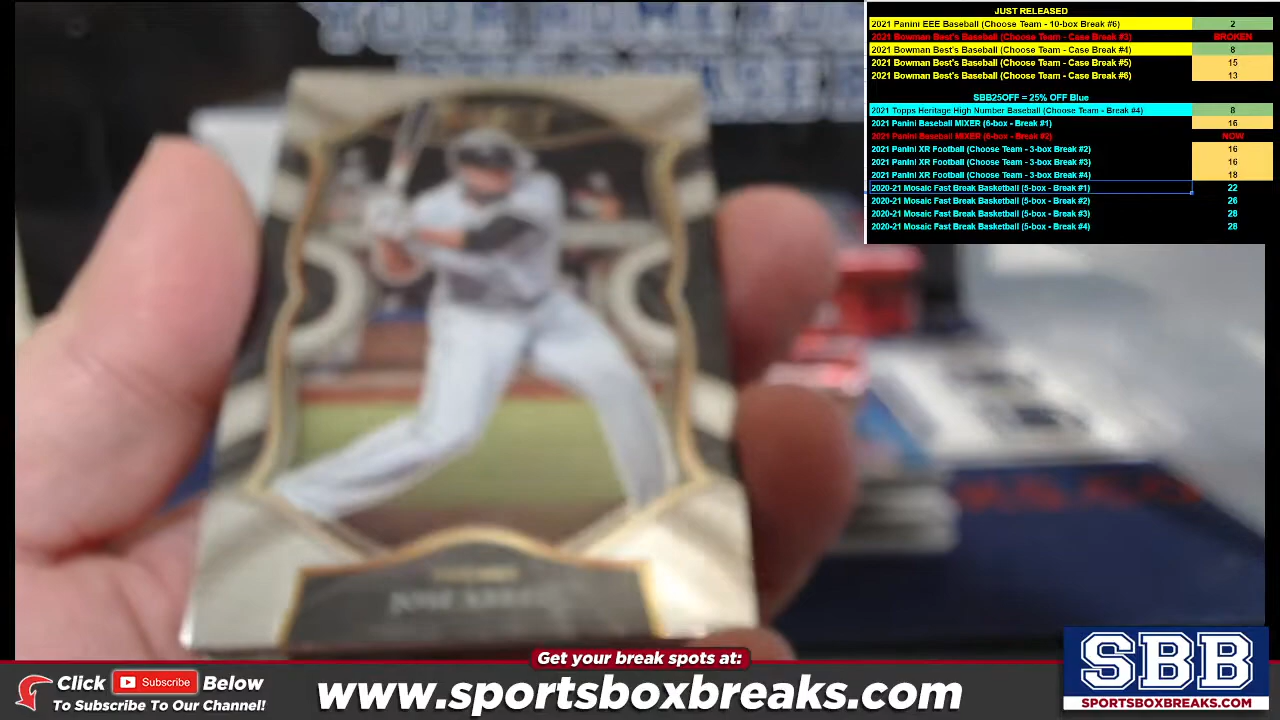 JUST RELEASED
2021 Panini EEE Baseball (Choose Team - 10-box Break #6) 2
2021 Bowman Best's Baseball (Choose Team - Case Break #3) BROKEN
2021 Bowman Best's Baseball (Choose Team - Case Break #4) 8
2021 Bowman Best's Baseball (Choose Team - Case Break #5) 15
2021 Bowman Best's Baseball (Choose Team - Case Break #6) 13
SBB25OFF = 25% OFF Blue
2021 Topps Heritage High Number Baseball (Choose Team - Break #4) 8
2021 Panini Baseball MIXER (6-box - Break #1) 16
2021 Panini Baseball MIXER (6-box - Break #2) NOW
2021 Panini XR Football (Choose Team - 3-box Break #2) 16
2021 Panini XR Football (Choose Team - 3-box Break #3) 16
2021 Panini XR Football (Choose Team - 3-box Break #4) 18
2020-21 Mosaic Fast Break Basketball (5-box - Break #1) 22
2020-21 Mosaic Fast Break Basketball (5-box - Break #2) 26
2020-21 Mosaic Fast Break Basketball (5-box - Break #3) 28
2020-21 Mosaic Fast Break Basketball (5-box - Break #4) 28
JOSE
Get your break spots at:
Click Subscribe Below
To Subscribe To Our Channel!
www.sportsboxbreaks.com
SBB
SPORTSBOXBREAKS.COM